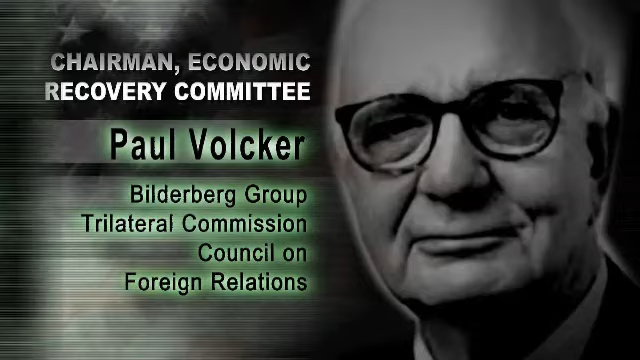 CHAIRMAN, ECONOMIC
RECOVERY COMMITTEE
Paul Volcker
Bilderberg Group
Trilateral Commission
Council on
Foreign Relations